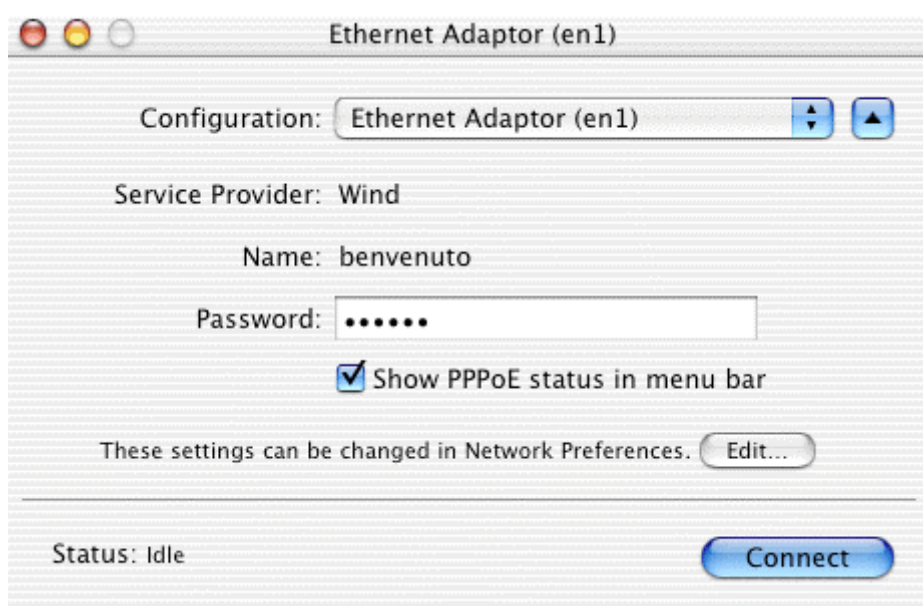 Ethernet Adaptor (en1)
Configuration: Ethernet Adaptor (en1)
Service Provider: Wind
Name: benvenuto
Password: ••••••
Show PPPoE status in menu bar
These settings can be changed in Network Preferences. Edit...
Status: Idle
Connect